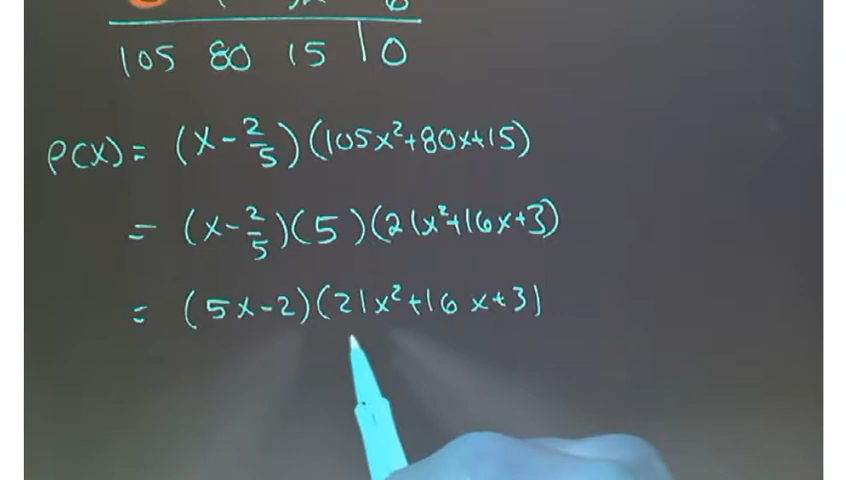 105 80 15 | 0
P(x) = (x - 2/5)(105x²+80x+15)
= (x - 2/5)(5)(21x²+16x+3)
= (5x-2)(21x²+16x+3)